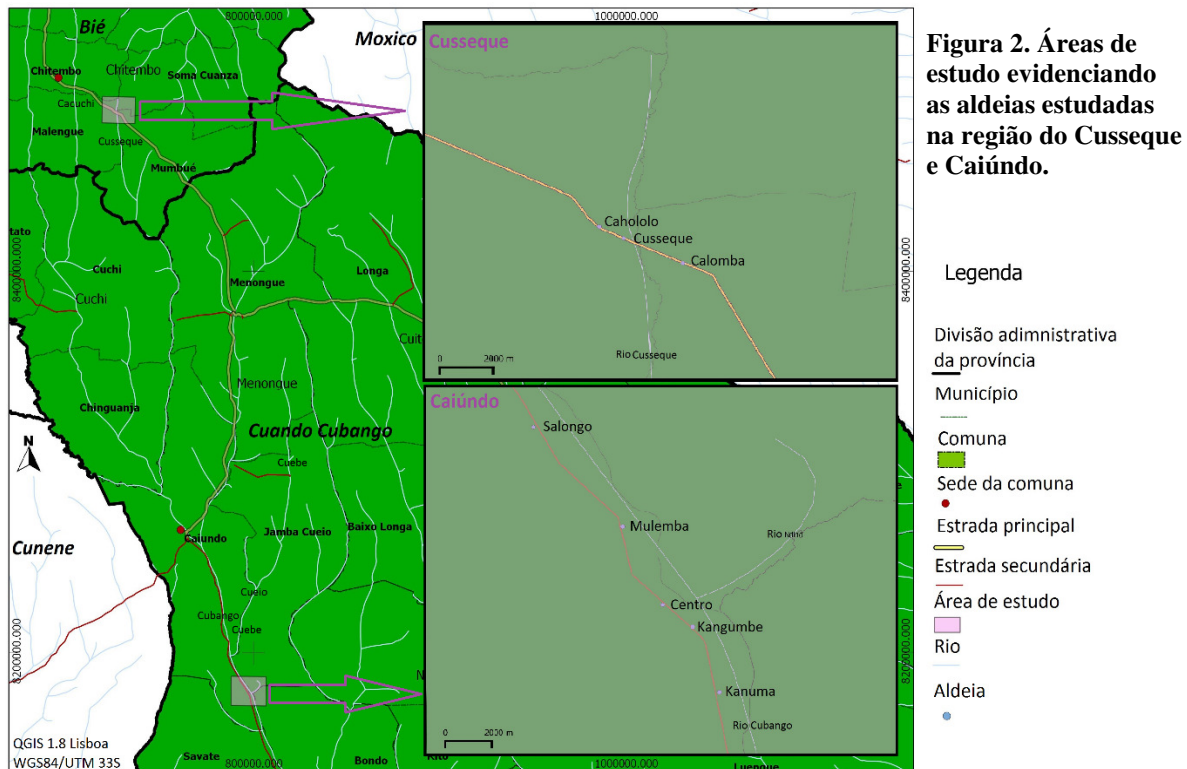 800000.000
1000000.000
Bié
Moxico
Chitembo
Chitembo
Soma Cuanza
Cacuchi
Malengue
Cusseque
Mumbué
Cuchi
Cuchi
Menongue
Longa
Cuit
8400000.000
Menongue
Chinguanja
Cuando Cubango
Cuebe
N
Cunene
Caiundo
Jamba Cueio
Baixo Longa
Cueio
Cubango
Cuebe
8200000.000
QGIS 1.8 Lisboa
WGS84/UTM 33S
Savate
800000.000
Bondo
1000000.000
Cusseque
Cahololo
Cusseque
Calomba
Rio Cusseque
0 2000 m
8400000.000
Caiúndo
Salongo
Mulemba
Rio
Centro
Kangumbe
Kanuma
Rio Cubango
0 2000 m
8200000.000
Figura 2. Áreas de
estudo evidenciando
as aldeias estudadas
na região do Cusseque
e Caiúndo.
Legenda
Divisão adimnistrativa
da província
Município
Comuna
Sede da comuna
Estrada principal
Estrada secundária
Área de estudo
Rio
Aldeia